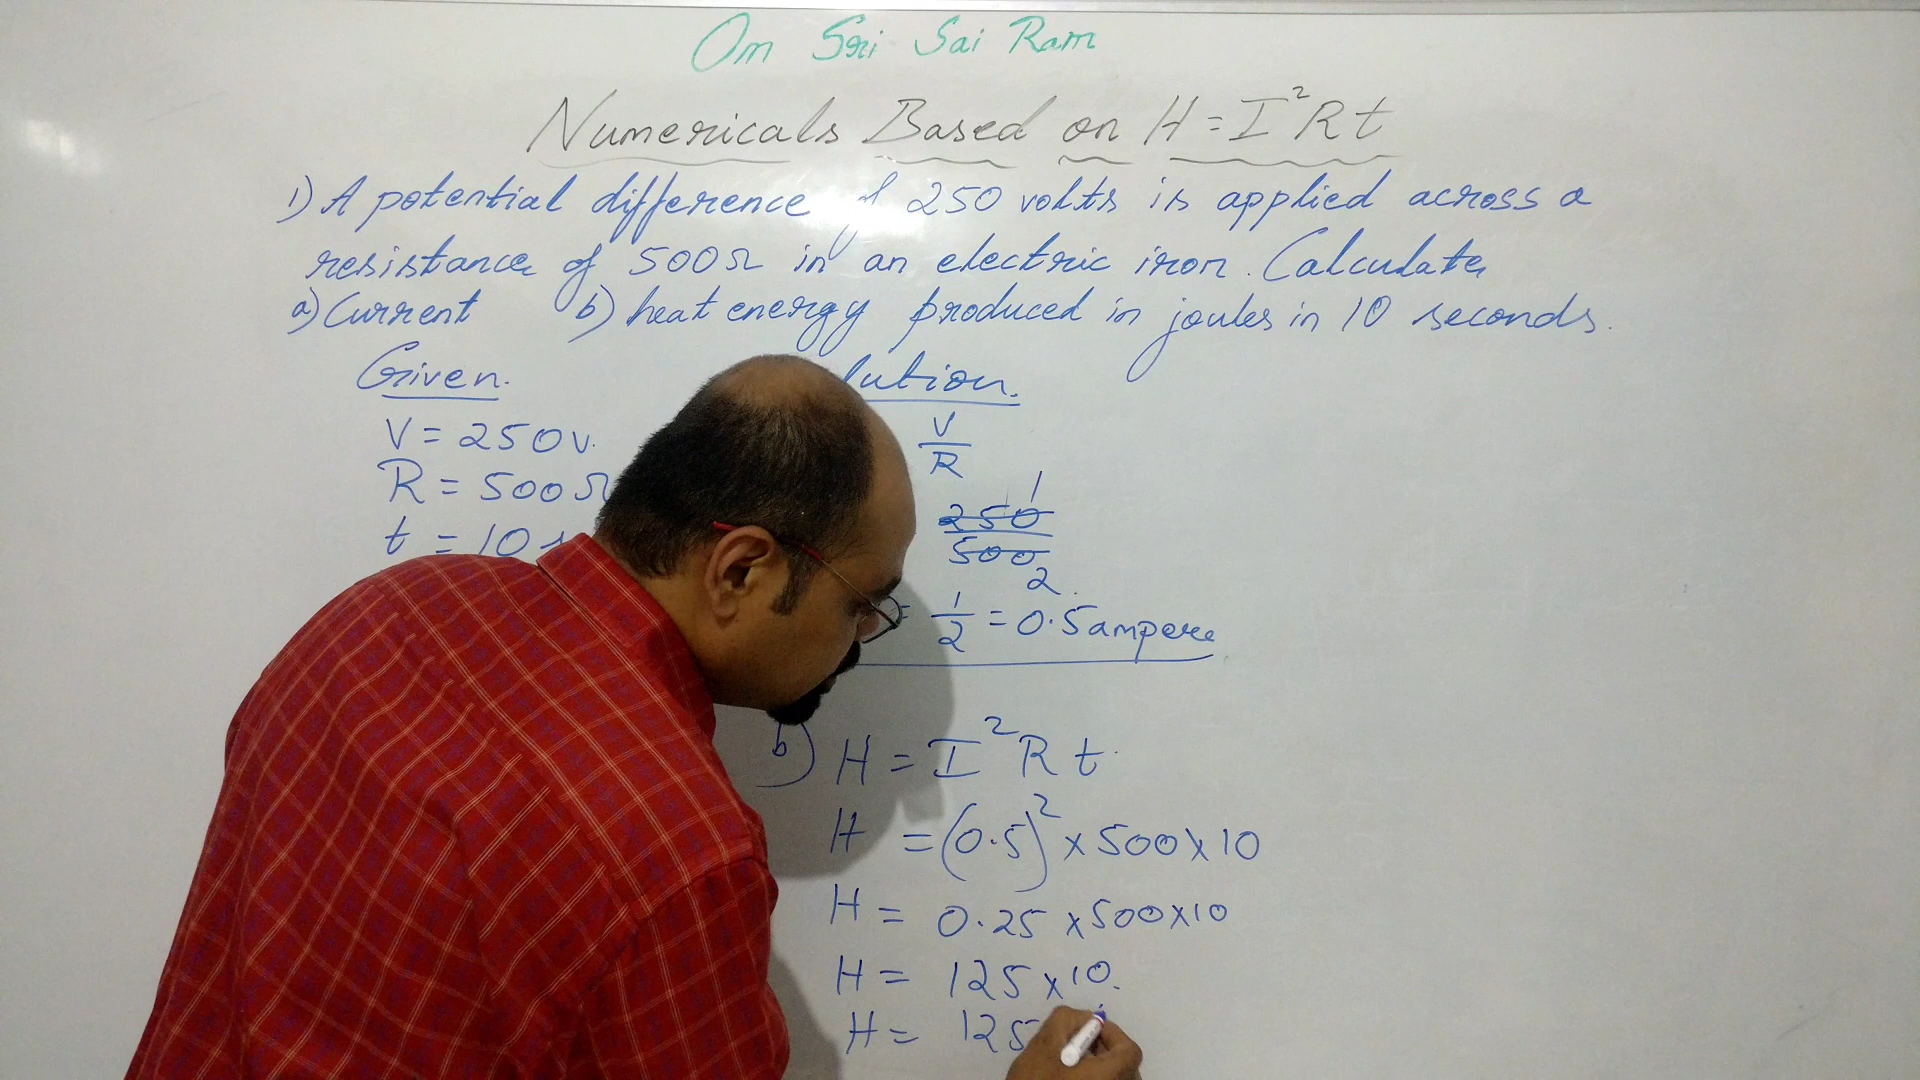 Om Sri Sai Ram
Numericals Based on H = I²Rt
1) A potential difference of 250 volts is applied across a
resistance of 500Ω in an electric iron. Calculate
a) Current b) heat energy produced in joules in 10 seconds.
Given. lution.
V = 250v.
R = 500Ω
t = 10
V/R
250/500
1
2
= 1/2 = 0.5 ampere
b) H = I²Rt.
H = (0.5)² × 500 × 10
H = 0.25 × 500 × 10
H = 125 × 10.
H = 125